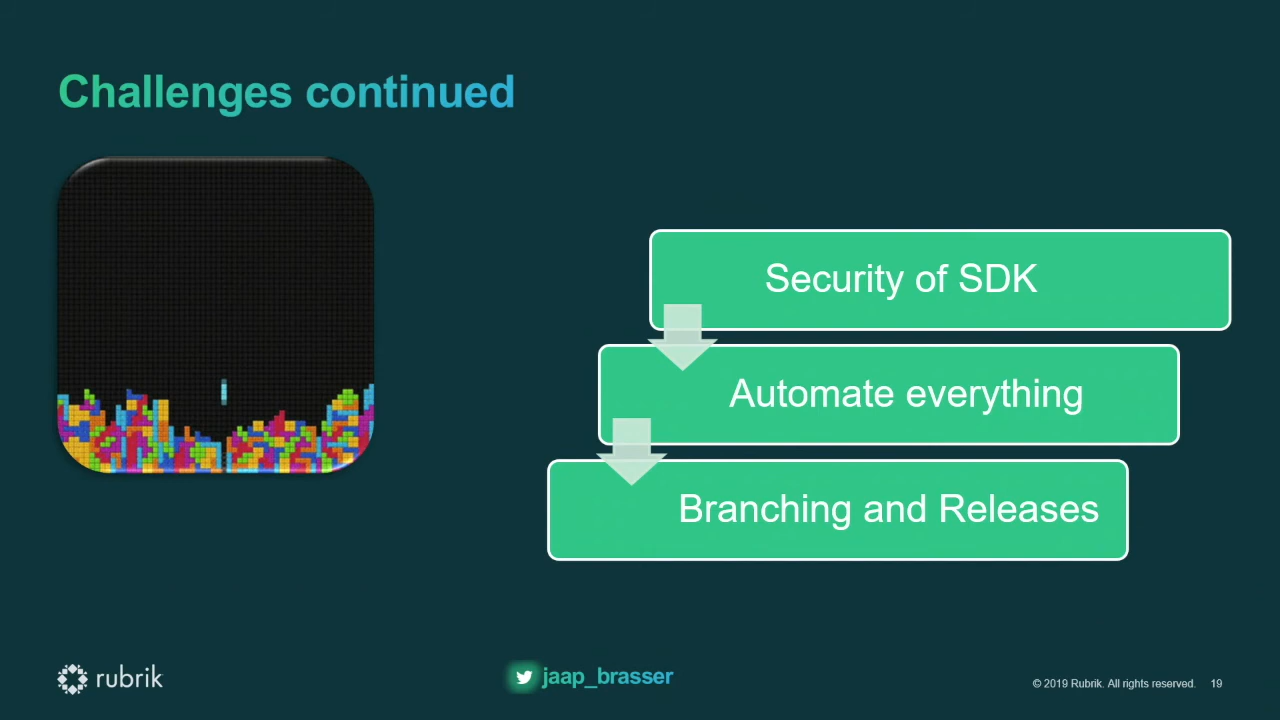 Challenges continued
Security of SDK
Automate everything
Branching and Releases
rubrik
jaap_brasser
© 2019 Rubrik. All rights reserved. 19